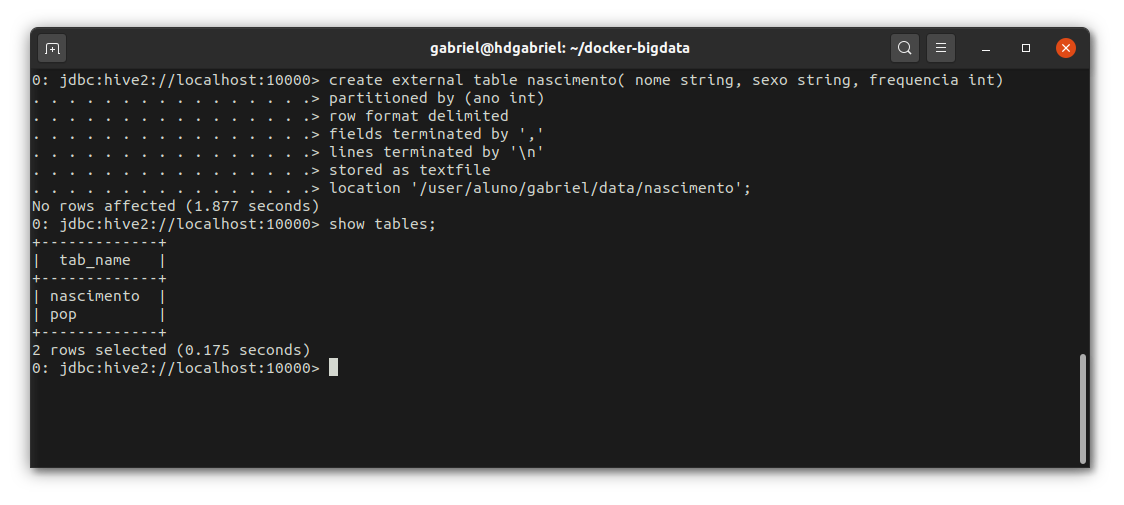 gabriel@hdgabriel: ~/docker-bigdata
0: jdbc:hive2://localhost:10000> create external table nascimento( nome string, sexo string, frequencia int)
. . . . . . . . . . . . . . . .> partitioned by (ano int)
. . . . . . . . . . . . . . . .> row format delimited
. . . . . . . . . . . . . . . .> fields terminated by ','
. . . . . . . . . . . . . . . .> lines terminated by '\n'
. . . . . . . . . . . . . . . .> stored as textfile
. . . . . . . . . . . . . . . .> location '/user/aluno/gabriel/data/nascimento';
No rows affected (1.877 seconds)
0: jdbc:hive2://localhost:10000> show tables;
+-------------+
|  tab_name   |
+-------------+
| nascimento  |
| pop         |
+-------------+
2 rows selected (0.175 seconds)
0: jdbc:hive2://localhost:10000>